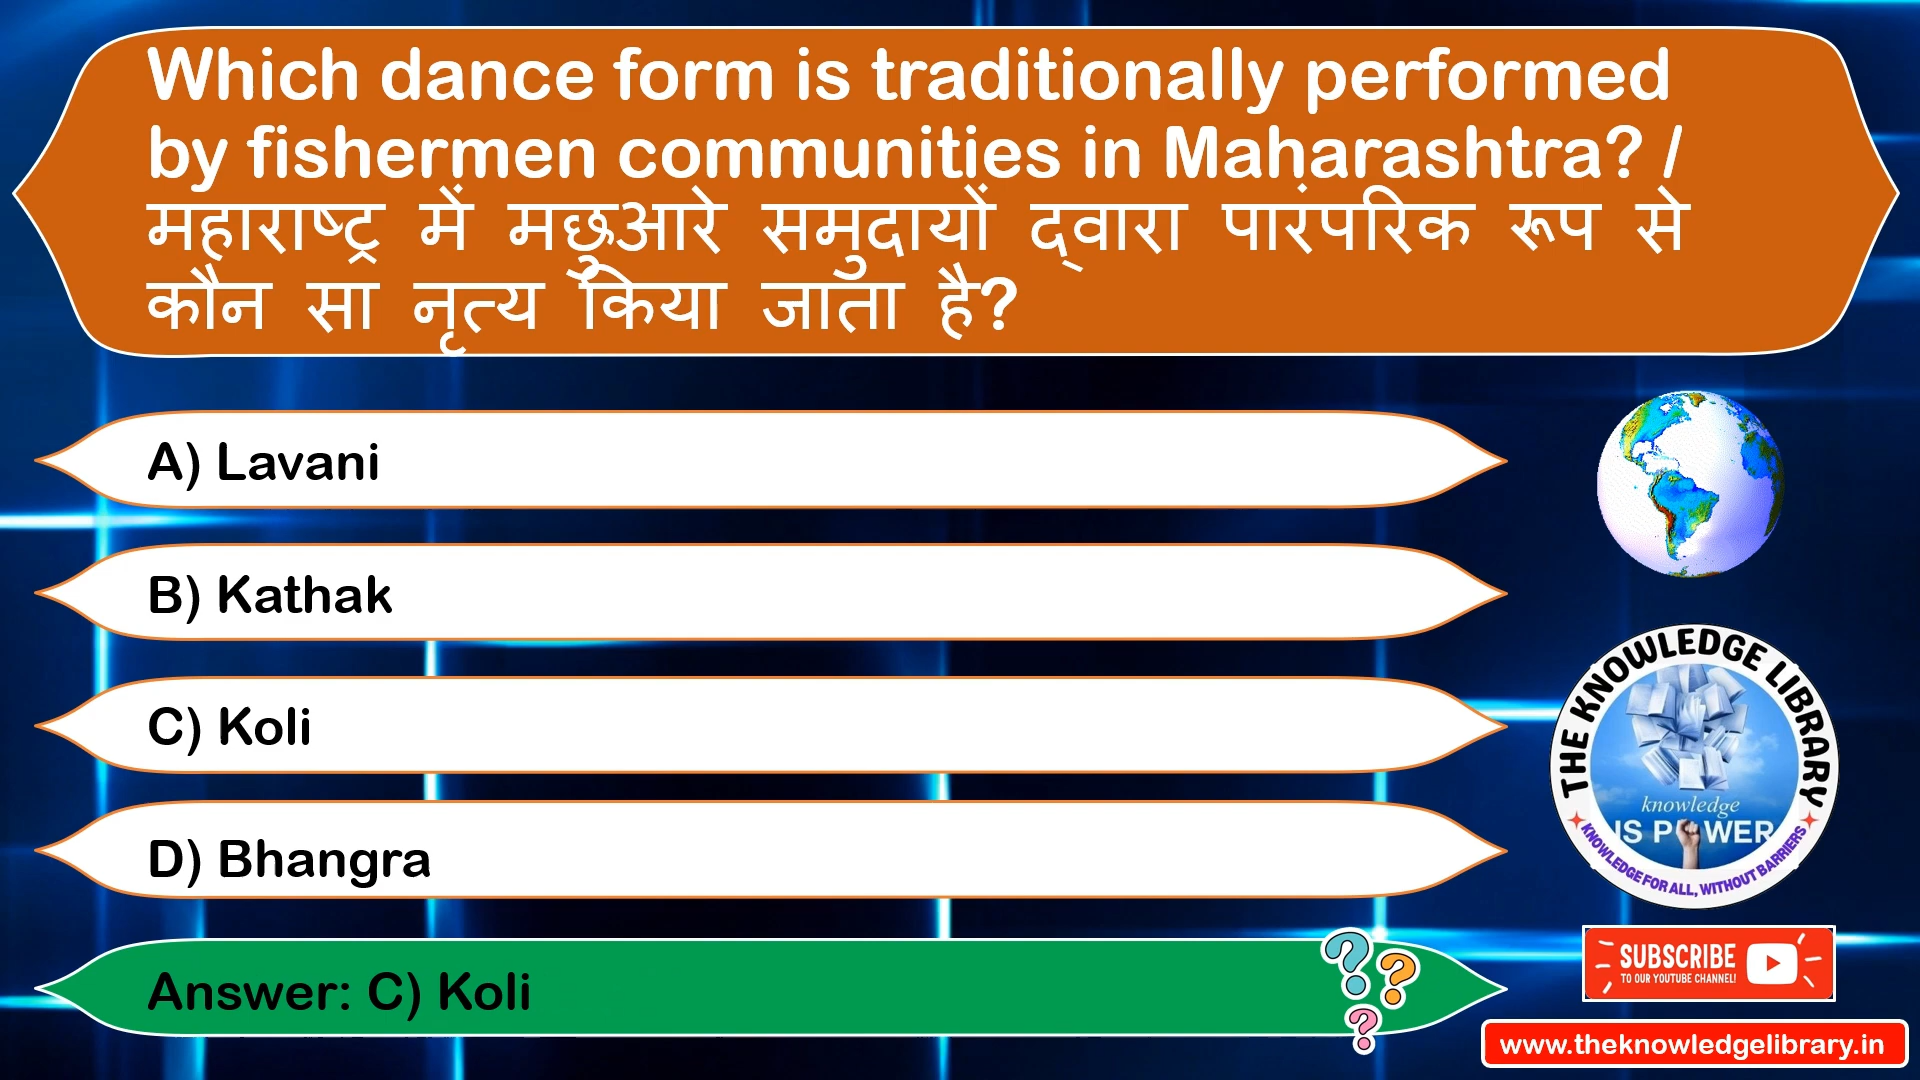 Which dance form is traditionally performed
by fishermen communities in Maharashtra? /
महाराष्ट्र में मछुआरे समुदायों द्वारा पारंपरिक रूप से
कौन सा नृत्य किया जाता है?
A) Lavani
B) Kathak
C) Koli
D) Bhangra
Answer: C) Koli
THE KNOWLEDGE LIBRARY
knowledge
IS POWER
KNOWLEDGE FOR ALL, WITHOUT BARRIERS
SUBSCRIBE
TO OUR YOUTUBE CHANNEL!
www.theknowledgelibrary.in